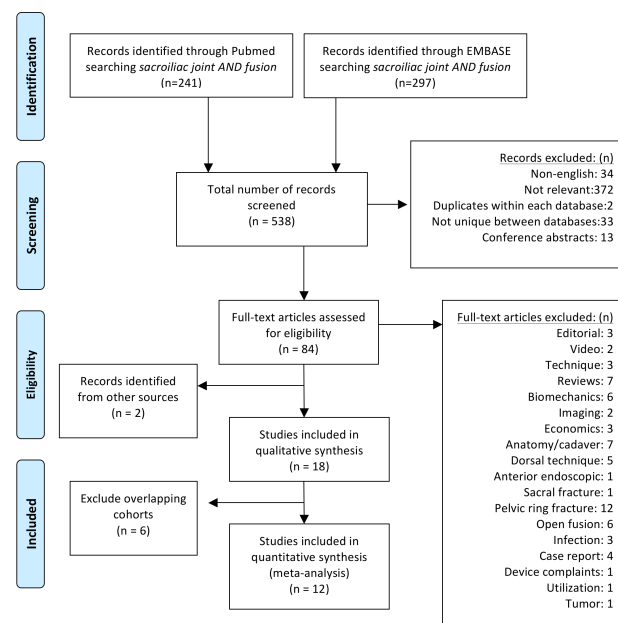 Identification
Records identified through Pubmed
searching sacroiliac joint AND fusion
(n=241)
Records identified through EMBASE
searching sacroiliac joint AND fusion
(n=297)
Screening
Total number of records
screened
(n = 538)
Records excluded: (n)
Non-english: 34
Not relevant:372
Duplicates within each database:2
Not unique between databases:33
Conference abstracts: 13
Eligibility
Full-text articles assessed
for eligibility
(n = 84)
Full-text articles excluded: (n)
Editorial: 3
Video: 2
Technique: 3
Reviews: 7
Biomechanics: 6
Imaging: 2
Economics: 3
Anatomy/cadaver: 7
Dorsal technique: 5
Anterior endoscopic: 1
Sacral fracture: 1
Pelvic ring fracture: 12
Open fusion: 6
Infection: 3
Case report: 4
Device complaints: 1
Utilization: 1
Tumor: 1
Records identified
from other sources
(n = 2)
Studies included in
qualitative synthesis
(n = 18)
Included
Exclude overlapping
cohorts
(n = 6)
Studies included in
quantitative synthesis
(meta-analysis)
(n = 12)